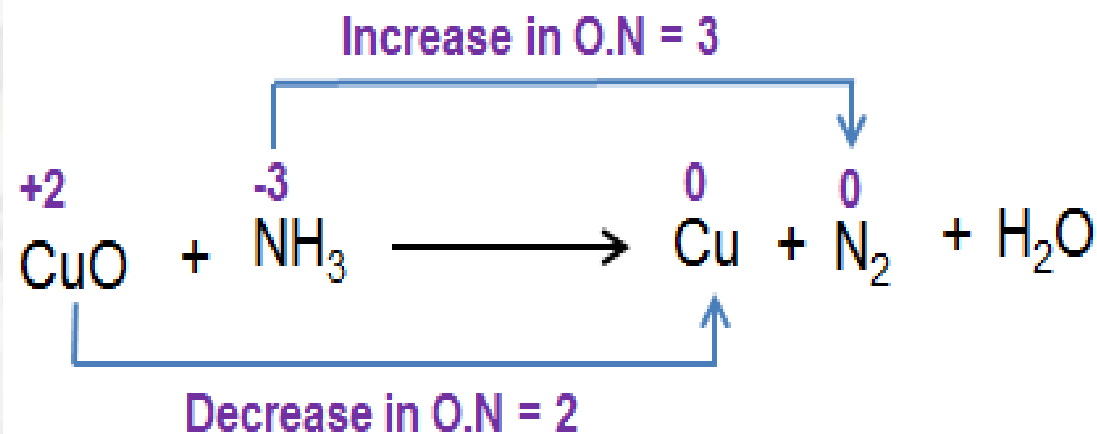 Increase in O.N = 3
+2 -3 0 0
CuO + NH₃ ⟶ Cu + N₂ + H₂O
Decrease in O.N = 2